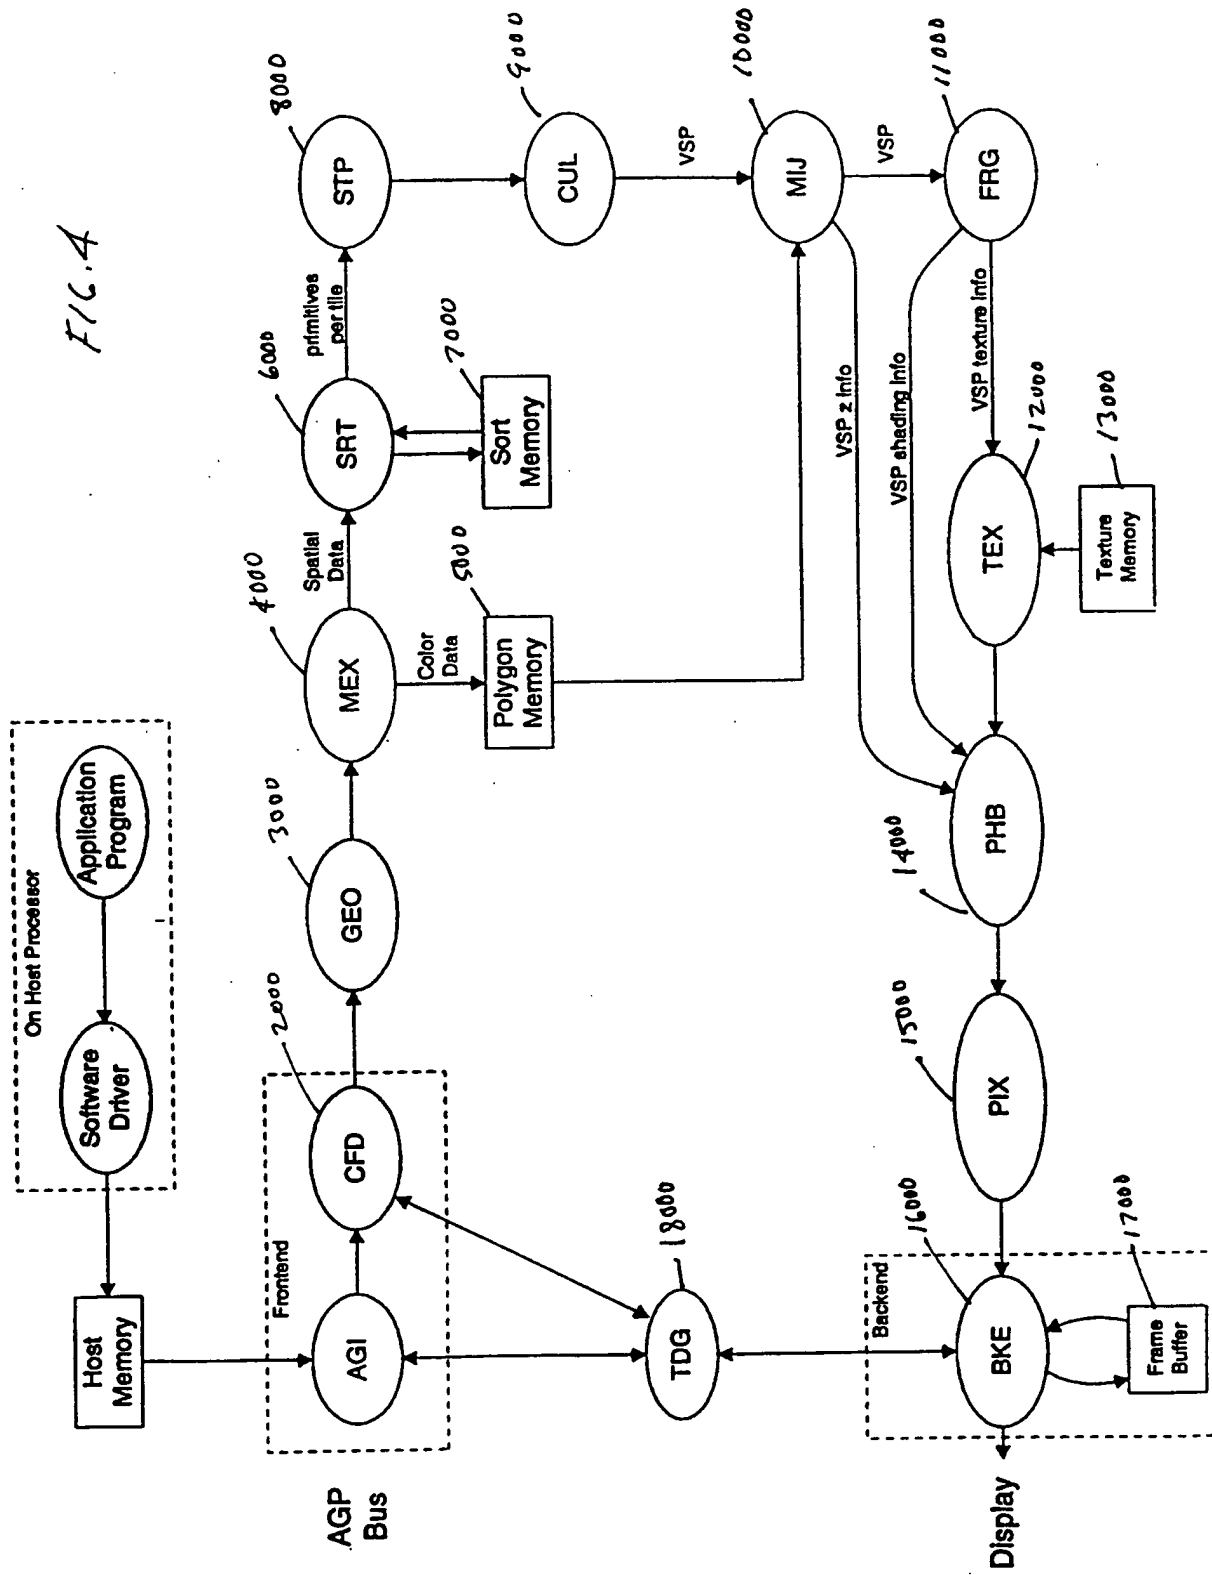 FIG.4
On Host Processor
Application
Program
Software
Driver
Host
Memory
AGP
Bus
Frontend
AGI
CFD
2000
GEO
3000
MEX
4000
Spatial
Data
Color
Data
Polygon
Memory
5000
SRT
6000
primitives
per tile
Sort
Memory
7000
STP
8000
CUL
9000
VSP
MIJ
10000
VSP
FRG
11000
VSP z Info
VSP shading Info
VSP texture Info
TEX
12000
Texture
Memory
13000
PHB
14000
PIX
15000
Backend
BKE
16000
Frame
Buffer
17000
TDG
18000
Display